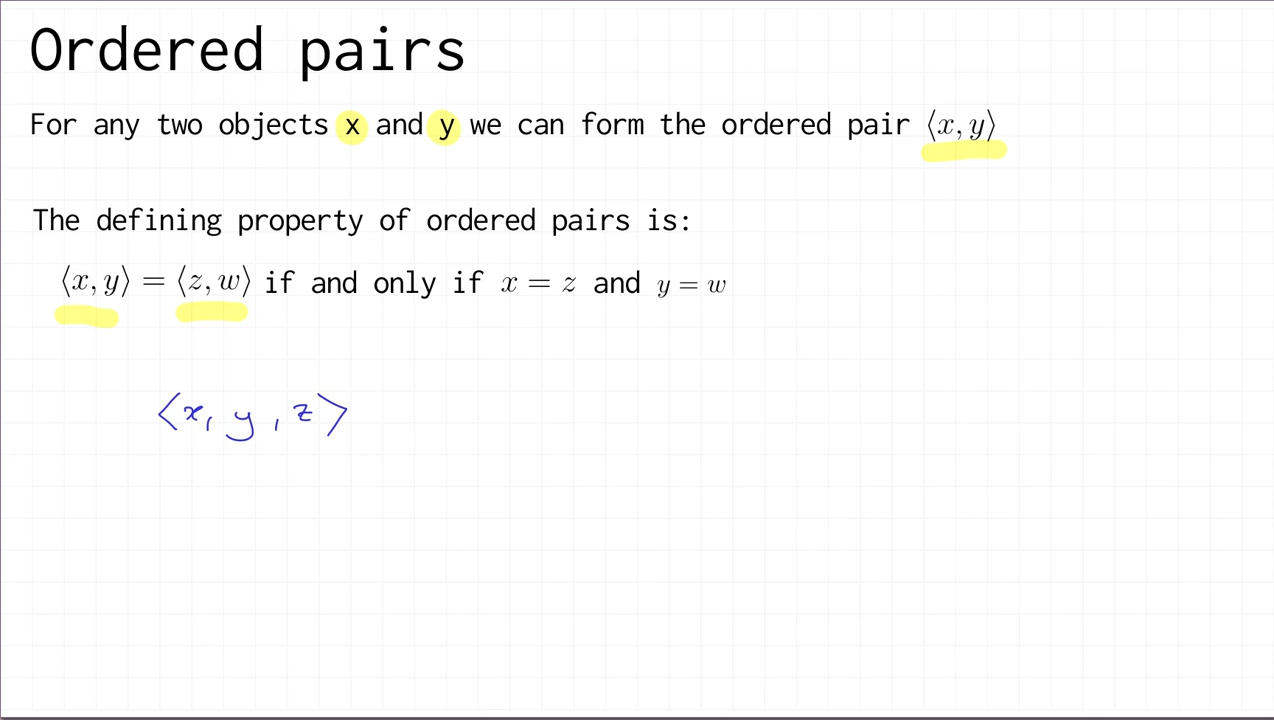 Ordered pairs
For any two objects x and y we can form the ordered pair ⟨x, y⟩
The defining property of ordered pairs is:
⟨x, y⟩ = ⟨z, w⟩ if and only if x = z and y = w
⟨x, y, z⟩